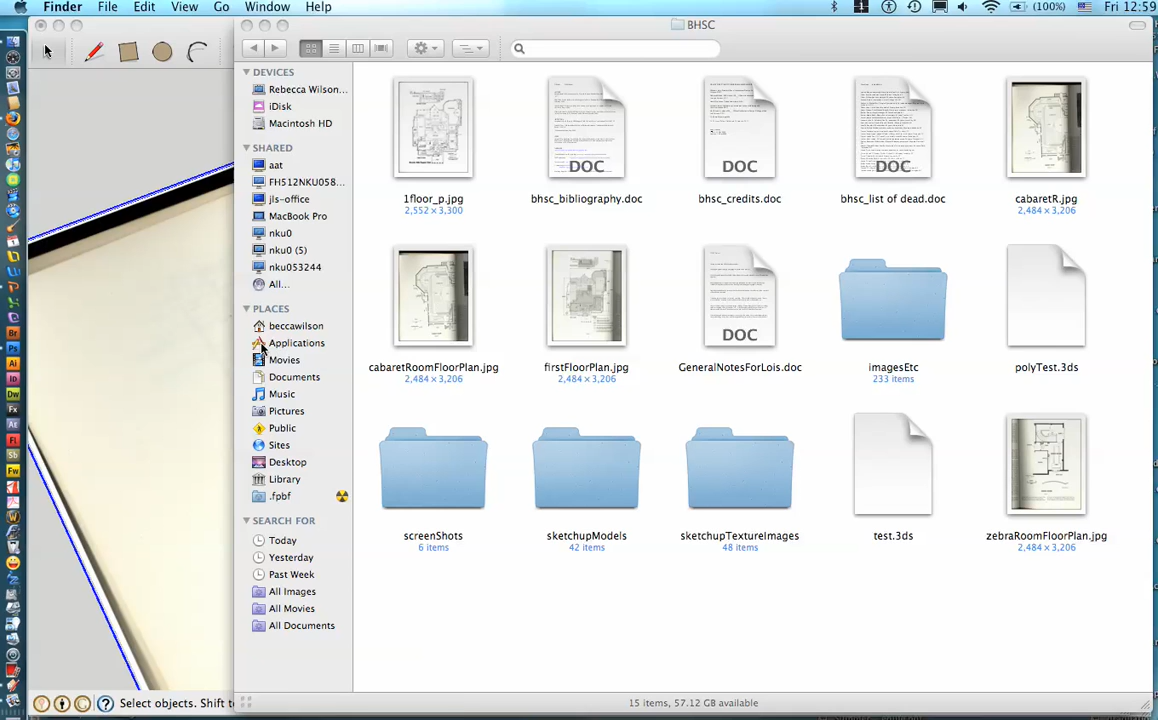 Finder File Edit View Go Window Help
(100%) Fri 12:59
BHSC
DEVICES
Rebecca Wilson...
iDisk
Macintosh HD
SHARED
aat
FH512NKU058...
jls-office
MacBook Pro
nku0
nku0 (5)
nku053244
All...
PLACES
beccawilson
Applications
Movies
Documents
Music
Pictures
Public
Sites
Desktop
Library
.fpbf
SEARCH FOR
Today
Yesterday
Past Week
All Images
All Movies
All Documents
DOC DOC DOC
1floor_p.jpg bhsc_bibliography.doc bhsc_credits.doc bhsc_list of dead.doc cabaretR.jpg
2,552 × 3,300 2,484 × 3,206
DOC
cabaretRoomFloorPlan.jpg firstFloorPlan.jpg GeneralNotesForLois.doc imagesEtc polyTest.3ds
2,484 × 3,206 2,484 × 3,206 233 items
screenShots sketchupModels sketchupTextureImages test.3ds zebraRoomFloorPlan.jpg
6 items 42 items 48 items 2,484 × 3,206
Select objects. Shift t
15 items, 57.12 GB available